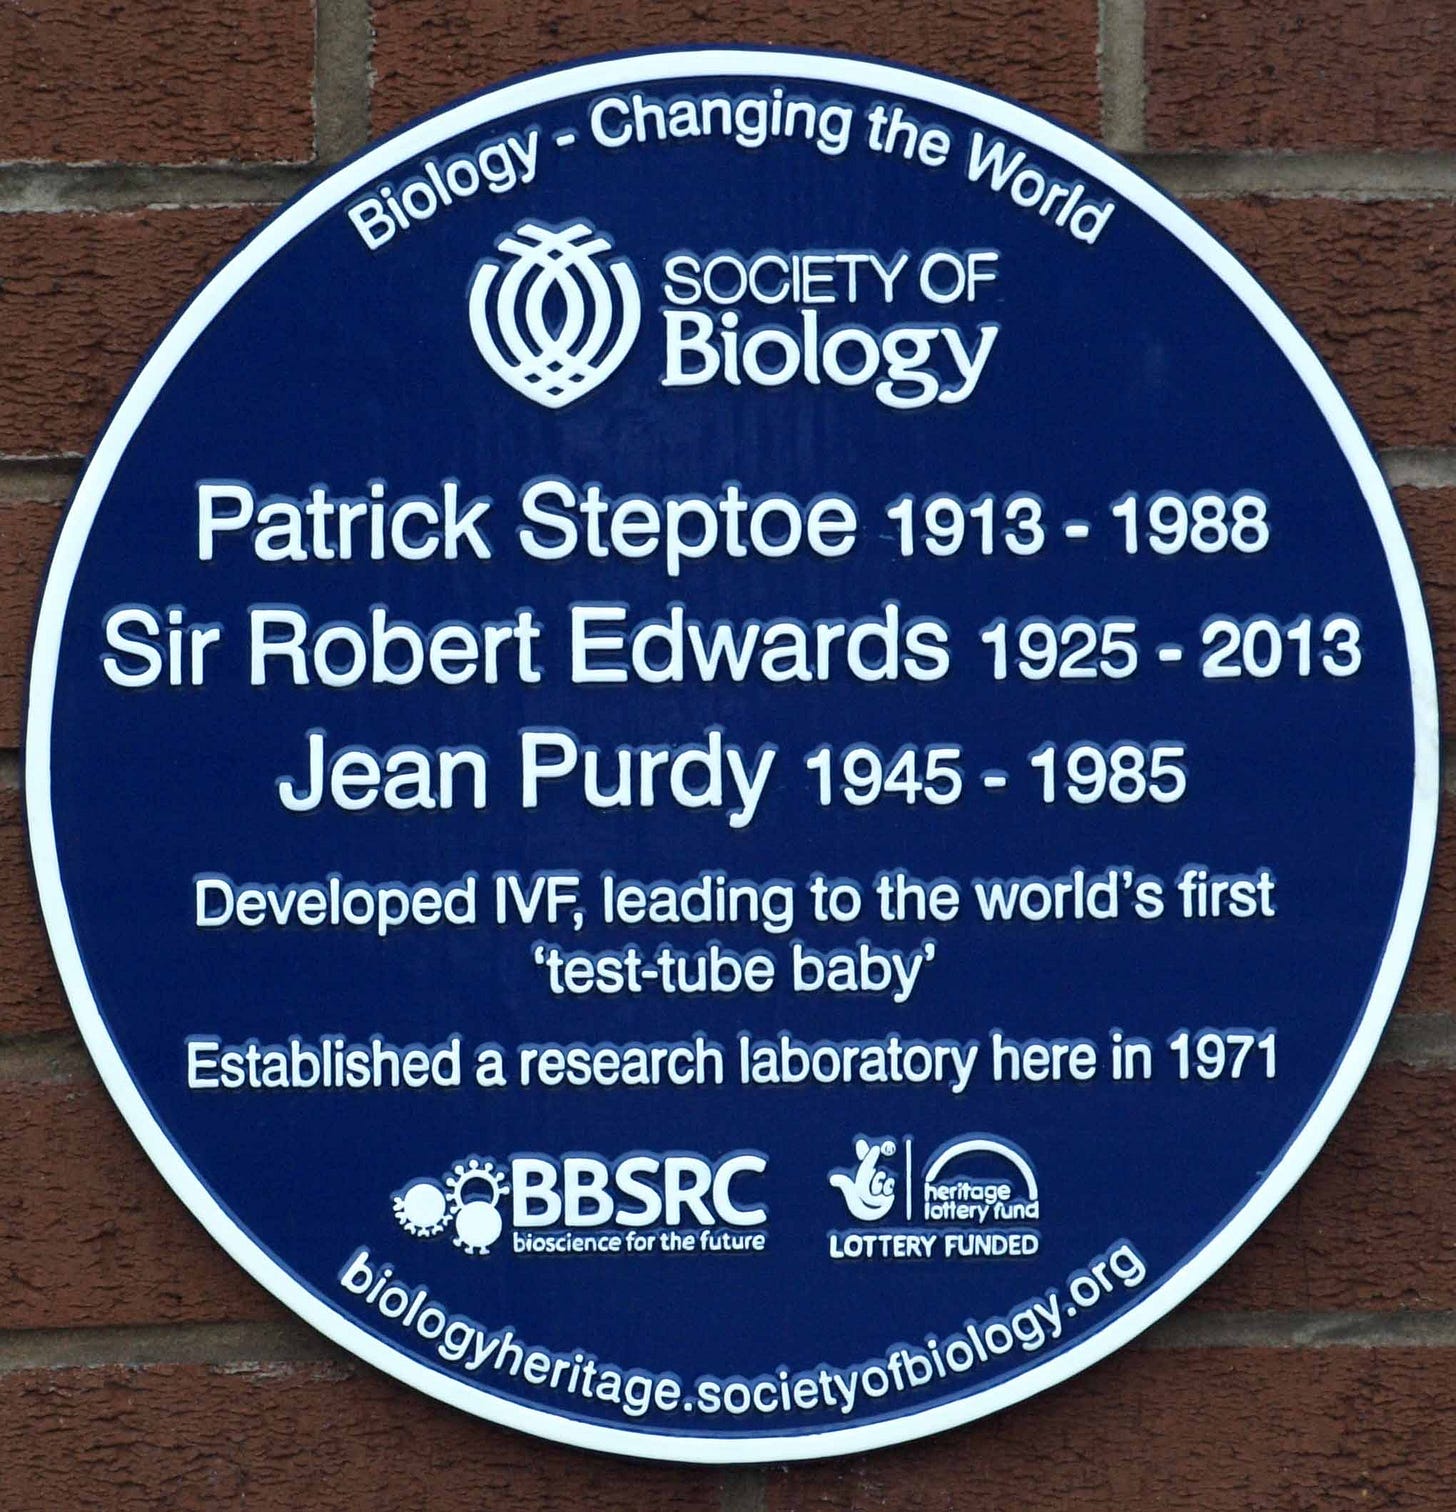 Biology - Changing the World
SOCIETY OF
Biology
Patrick Steptoe 1913 - 1988
Sir Robert Edwards 1925 - 2013
Jean Purdy 1945 - 1985
Developed IVF, leading to the world's first
'test-tube baby'
Established a research laboratory here in 1971
BBSRC
bioscience for the future
heritage
lottery fund
LOTTERY FUNDED
biologyheritage.societyofbiology.org